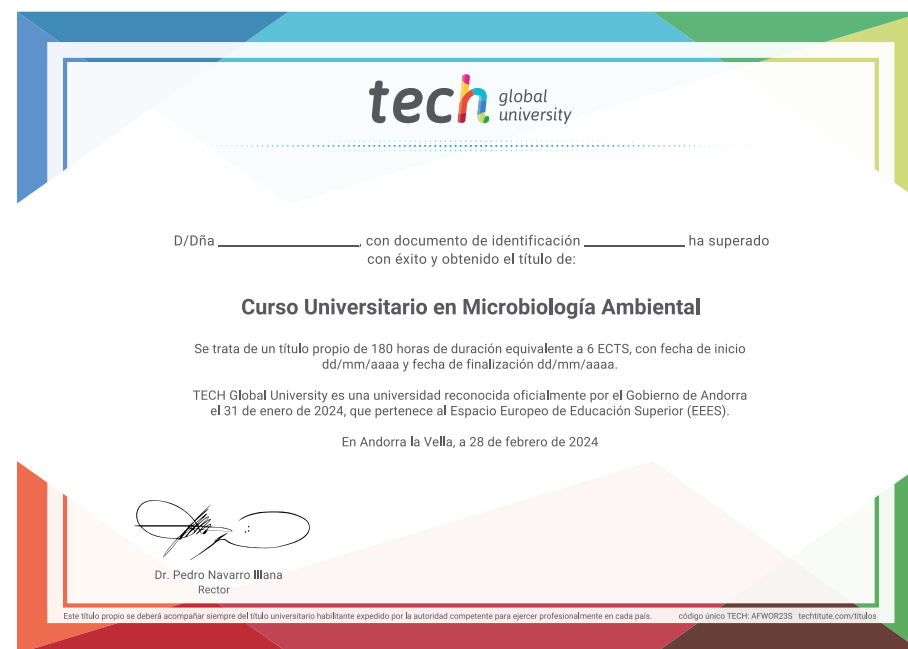 tech global university
D/Dña ____________, con documento de identificación ____________ ha superado
con éxito y obtenido el título de:
Curso Universitario en Microbiología Ambiental
Se trata de un título propio de 180 horas de duración equivalente a 6 ECTS, con fecha de inicio
dd/mm/aaaa y fecha de finalización dd/mm/aaaa.
TECH Global University es una universidad reconocida oficialmente por el Gobierno de Andorra
el 31 de enero de 2024, que pertenece al Espacio Europeo de Educación Superior (EEES).
En Andorra la Vella, a 28 de febrero de 2024
Dr. Pedro Navarro Illana
Rector
Este título propio se deberá acompañar siempre del título universitario habilitante expedido por la autoridad competente para ejercer profesionalmente en cada país. código único TECH: AFWOR23S techtitute.com/titulos